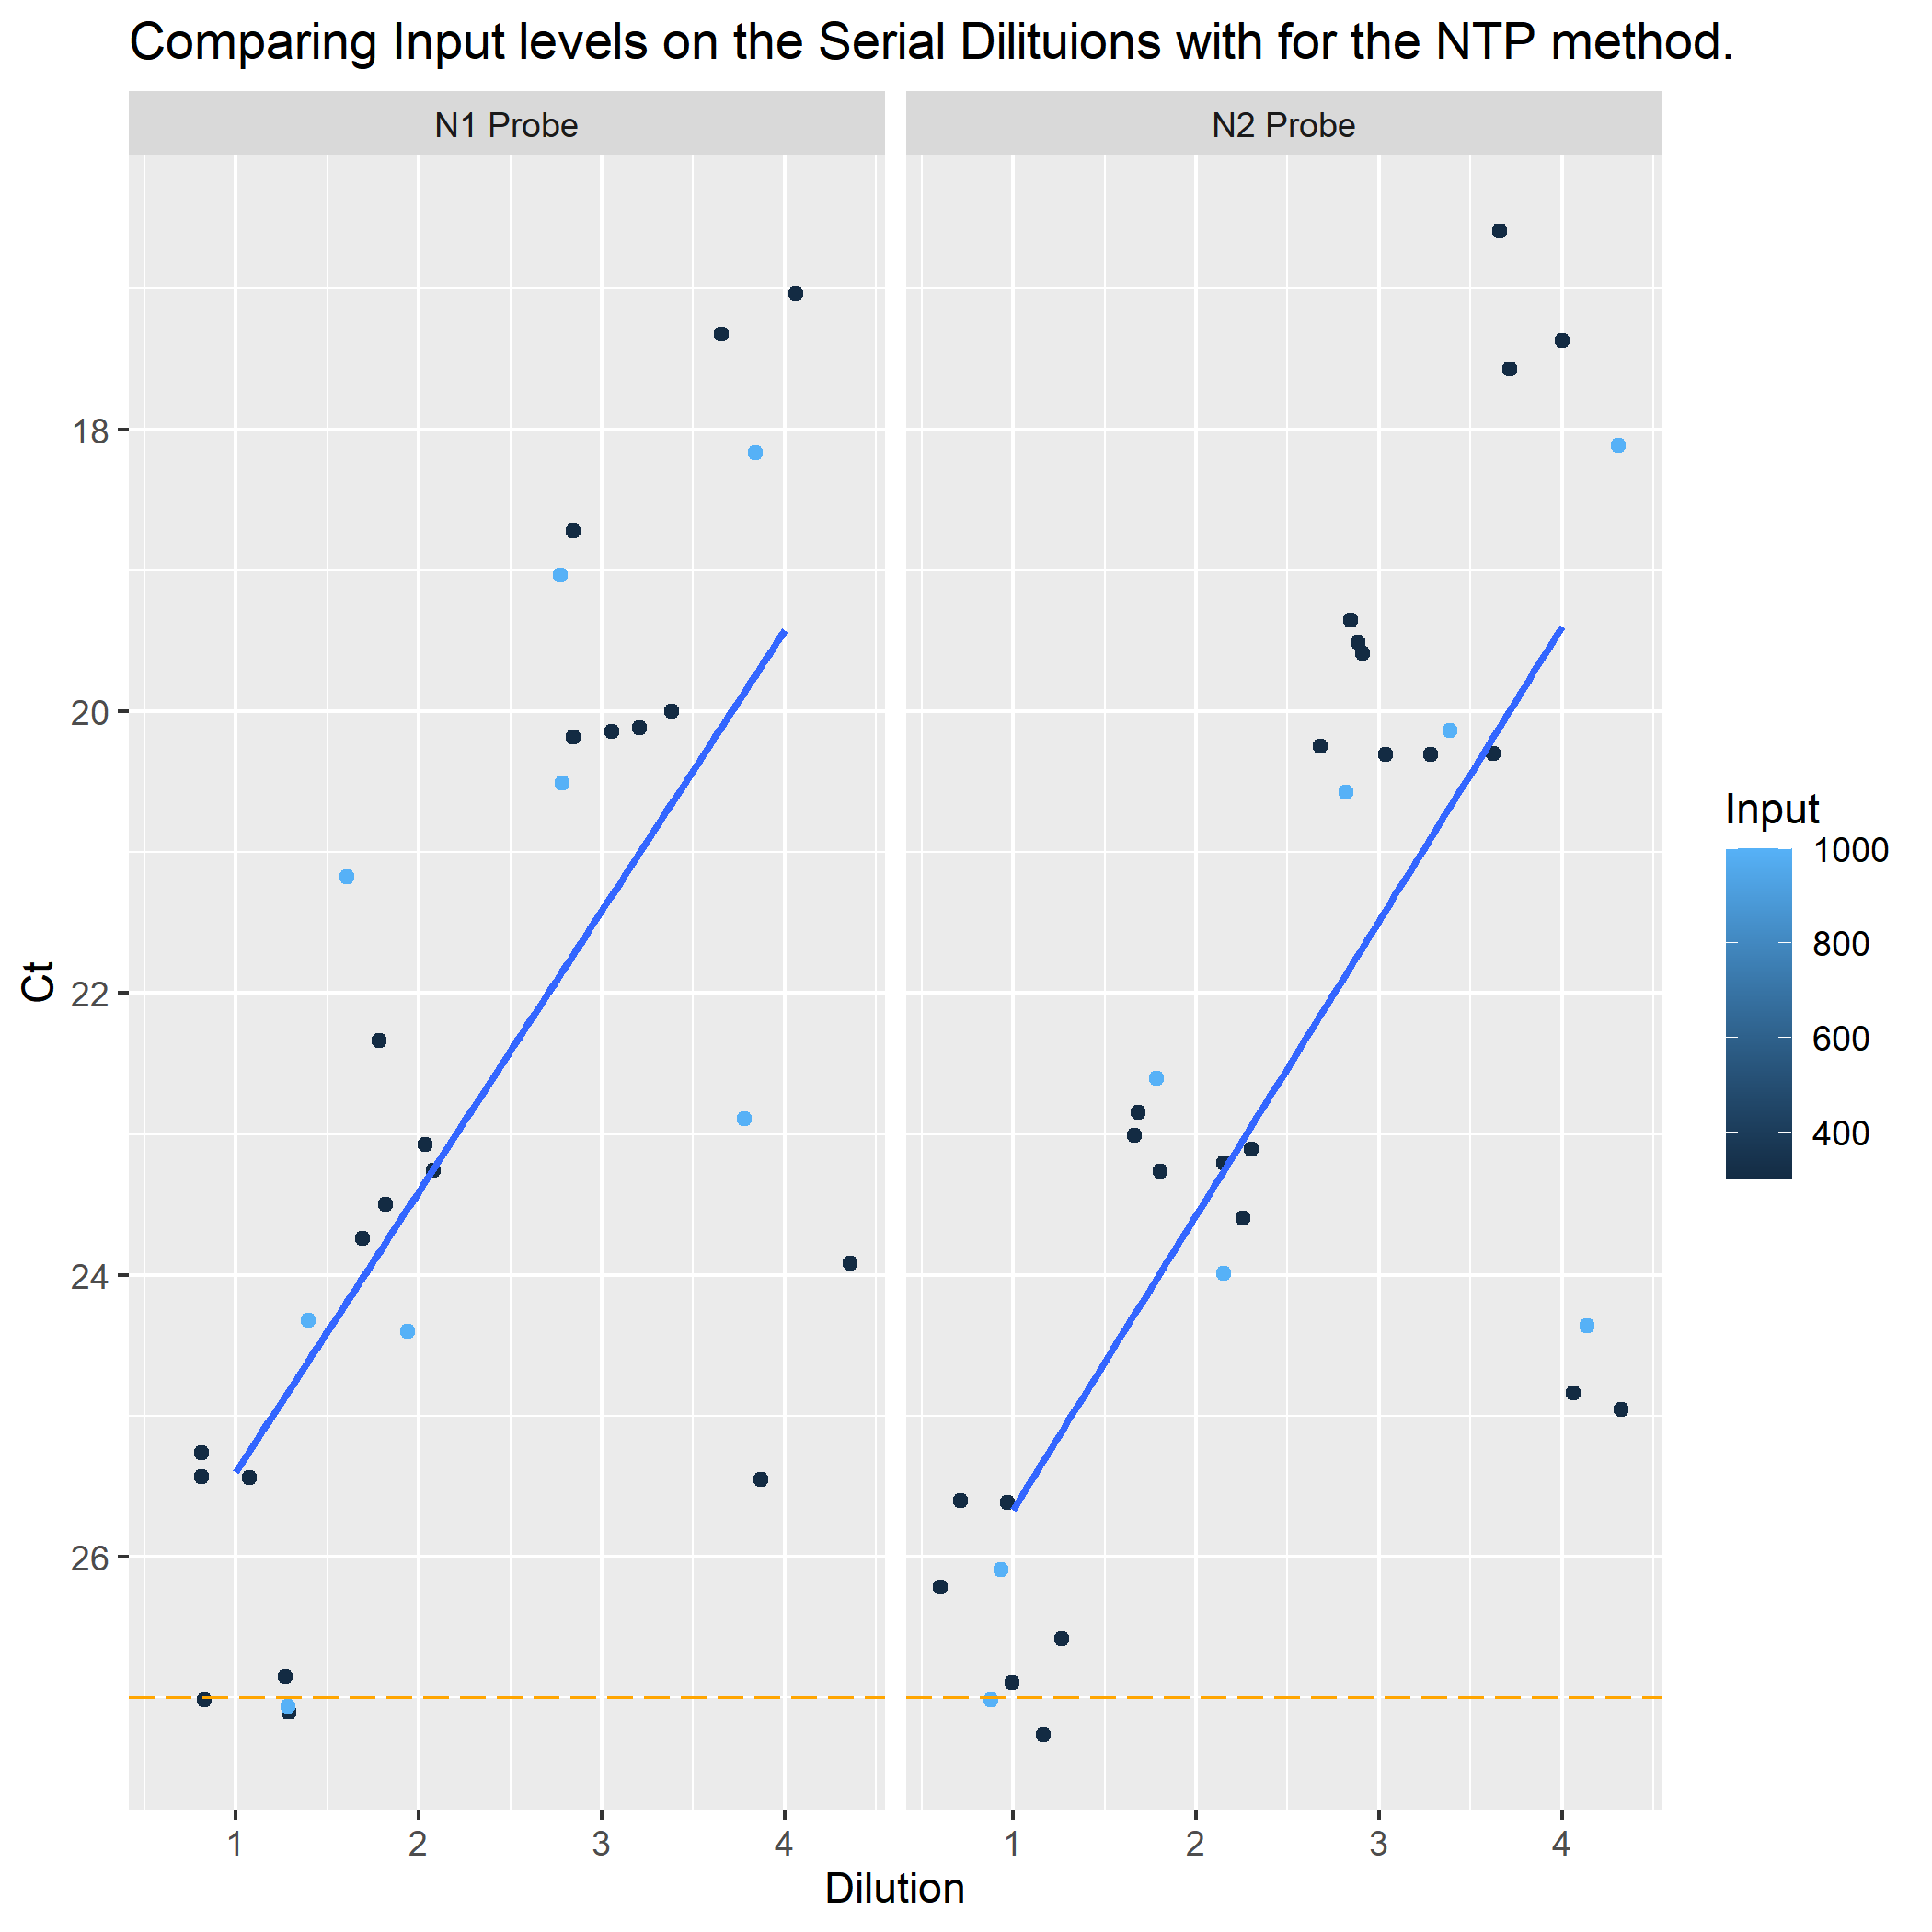 Comparing Input levels on the Serial Dilituions with for the NTP method.
N1 Probe
N2 Probe
18
20
22
24
26
Ct
1 2 3 4
1 2 3 4
Dilution
Input
1000
800
600
400